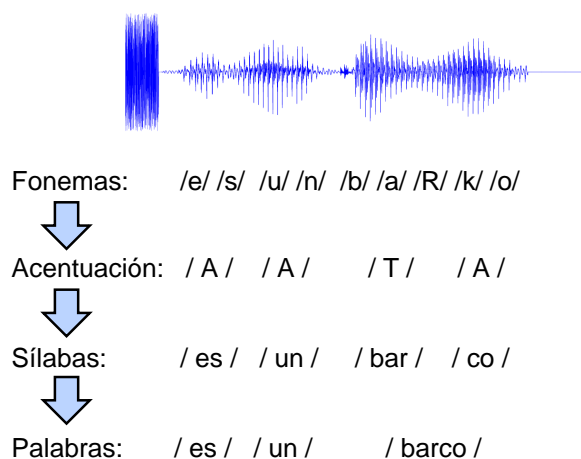 Fonemas: /e/ /s/ /u/ /n/ /b/ /a/ /R/ /k/ /o/
Acentuación: / A / / A / / T / / A /
Sílabas: / es / / un / / bar / / co /
Palabras: / es / / un / / barco /